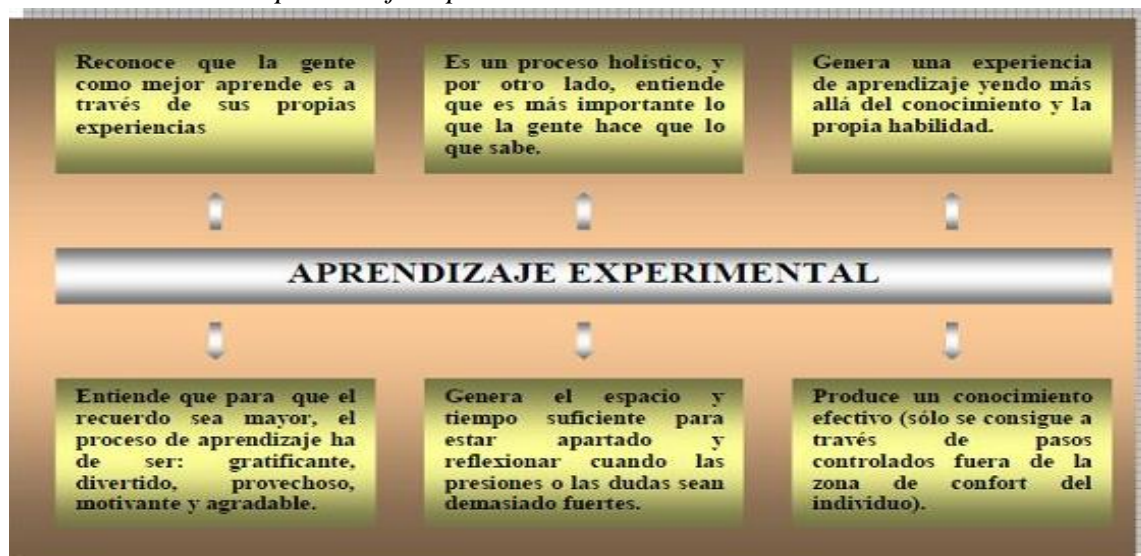 Reconoce que la gente
como mejor aprende es a
través de sus propias
experiencias
Es un proceso holístico, y
por otro lado, entiende
que es más importante lo
que la gente hace que lo
que sabe.
Genera una experiencia
de aprendizaje yendo más
allá del conocimiento y la
propia habilidad.
APRENDIZAJE EXPERIMENTAL
Entiende que para que el
recuerdo sea mayor, el
proceso de aprendizaje ha
de ser: gratificante,
divertido, provechoso,
motivante y agradable.
Genera el espacio y
tiempo suficiente para
estar apartado y
reflexionar cuando las
presiones o las dudas sean
demasiado fuertes.
Produce un conocimiento
efectivo (sólo se consigue a
través de pasos
controlados fuera de la
zona de confort del
individuo).